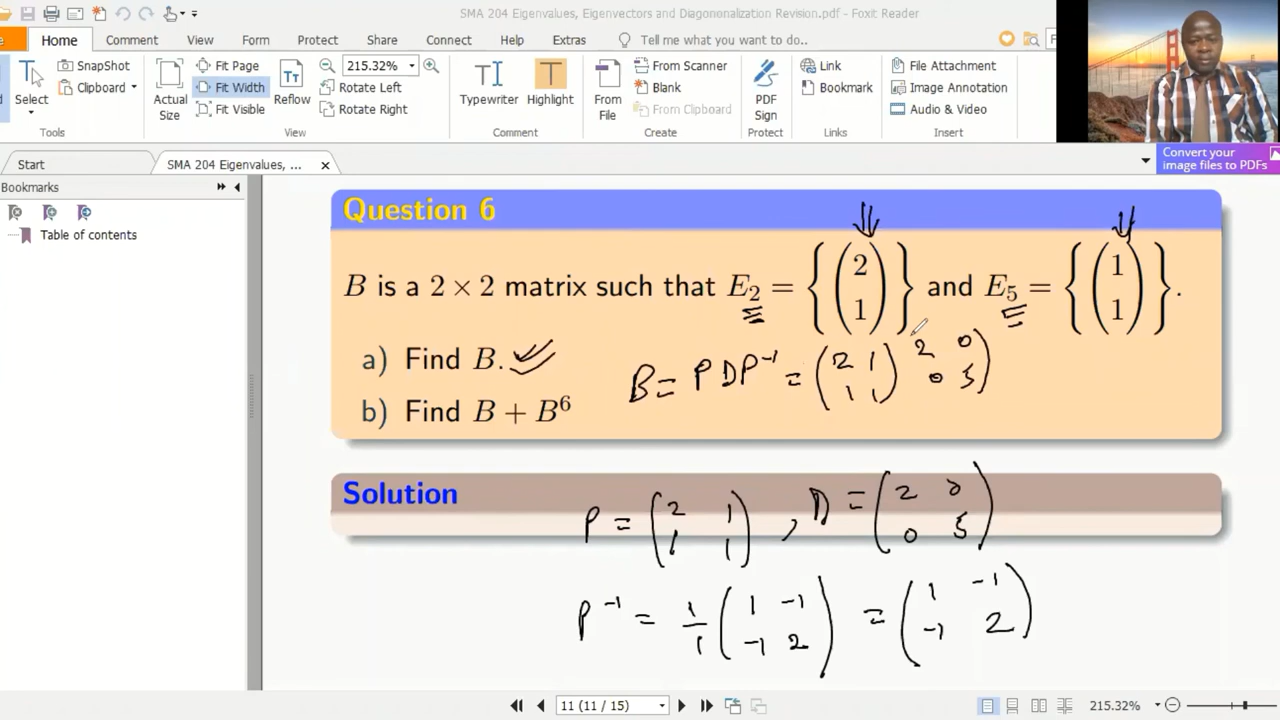 SMA 204 Eigenvalues, Eigenvectors and Diagonalization Revision.pdf - Foxit Reader
Home Comment View Form Protect Share Connect Help Extras Tell me what you want to do..
Select SnapShot Clipboard Actual Size Fit Page Fit Width Fit Visible Reflow 215.32% Rotate Left Rotate Right Typewriter Highlight From File From Scanner Blank From Clipboard PDF Sign Link Bookmark File Attachment Image Annotation Audio & Video
Tools View Comment Create Protect Links Insert
Start SMA 204 Eigenvalues, ... Convert your image files to PDFs
Bookmarks
Table of contents
Question 6
B is a 2 × 2 matrix such that E₂ = { ( 2 1 ) } and E₅ = { ( 1 1 ) }.
a) Find B.
B = PDP⁻¹ = ( 2 1 1 1 ) 2 0 0 5 )
b) Find B + B⁶
Solution
P = ( 2 1 1 1 ) , D = ( 2 0 0 5 )
P⁻¹ = 1/1 ( 1 -1 -1 2 ) = ( 1 -1 -1 2 )
11 (11 / 15) 215.32%